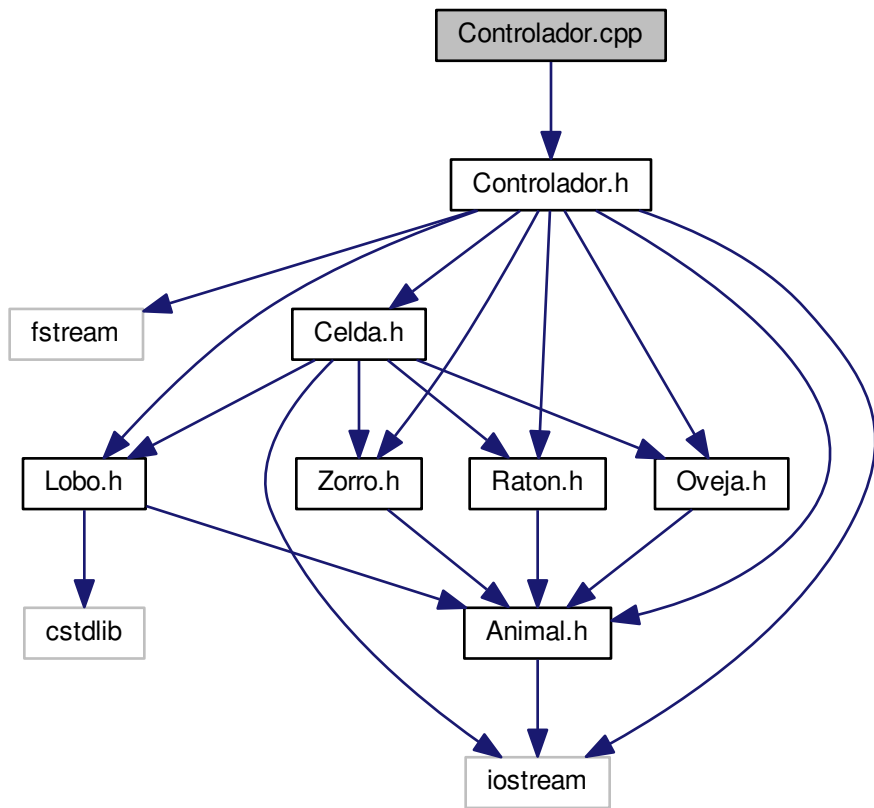 Controlador.cpp
Controlador.h
fstream
Celda.h
Lobo.h
Zorro.h
Raton.h
Oveja.h
cstdlib
Animal.h
iostream